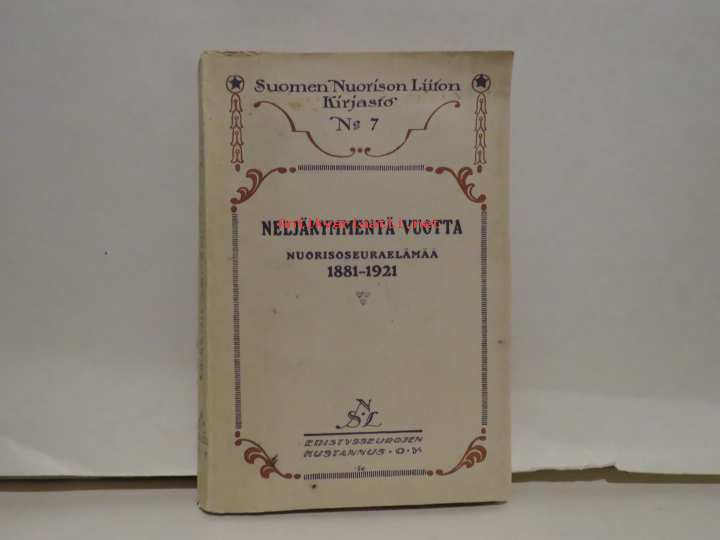 Suomen Nuorison Liiton
Kirjasto
No 7
NELJÄKYMMENTÄ VUOTTA
NUORISOSEURAELÄMÄÄ
1881-1921
SNL
EDISTYSSEUROJEN
KUSTANNUS • O • Y